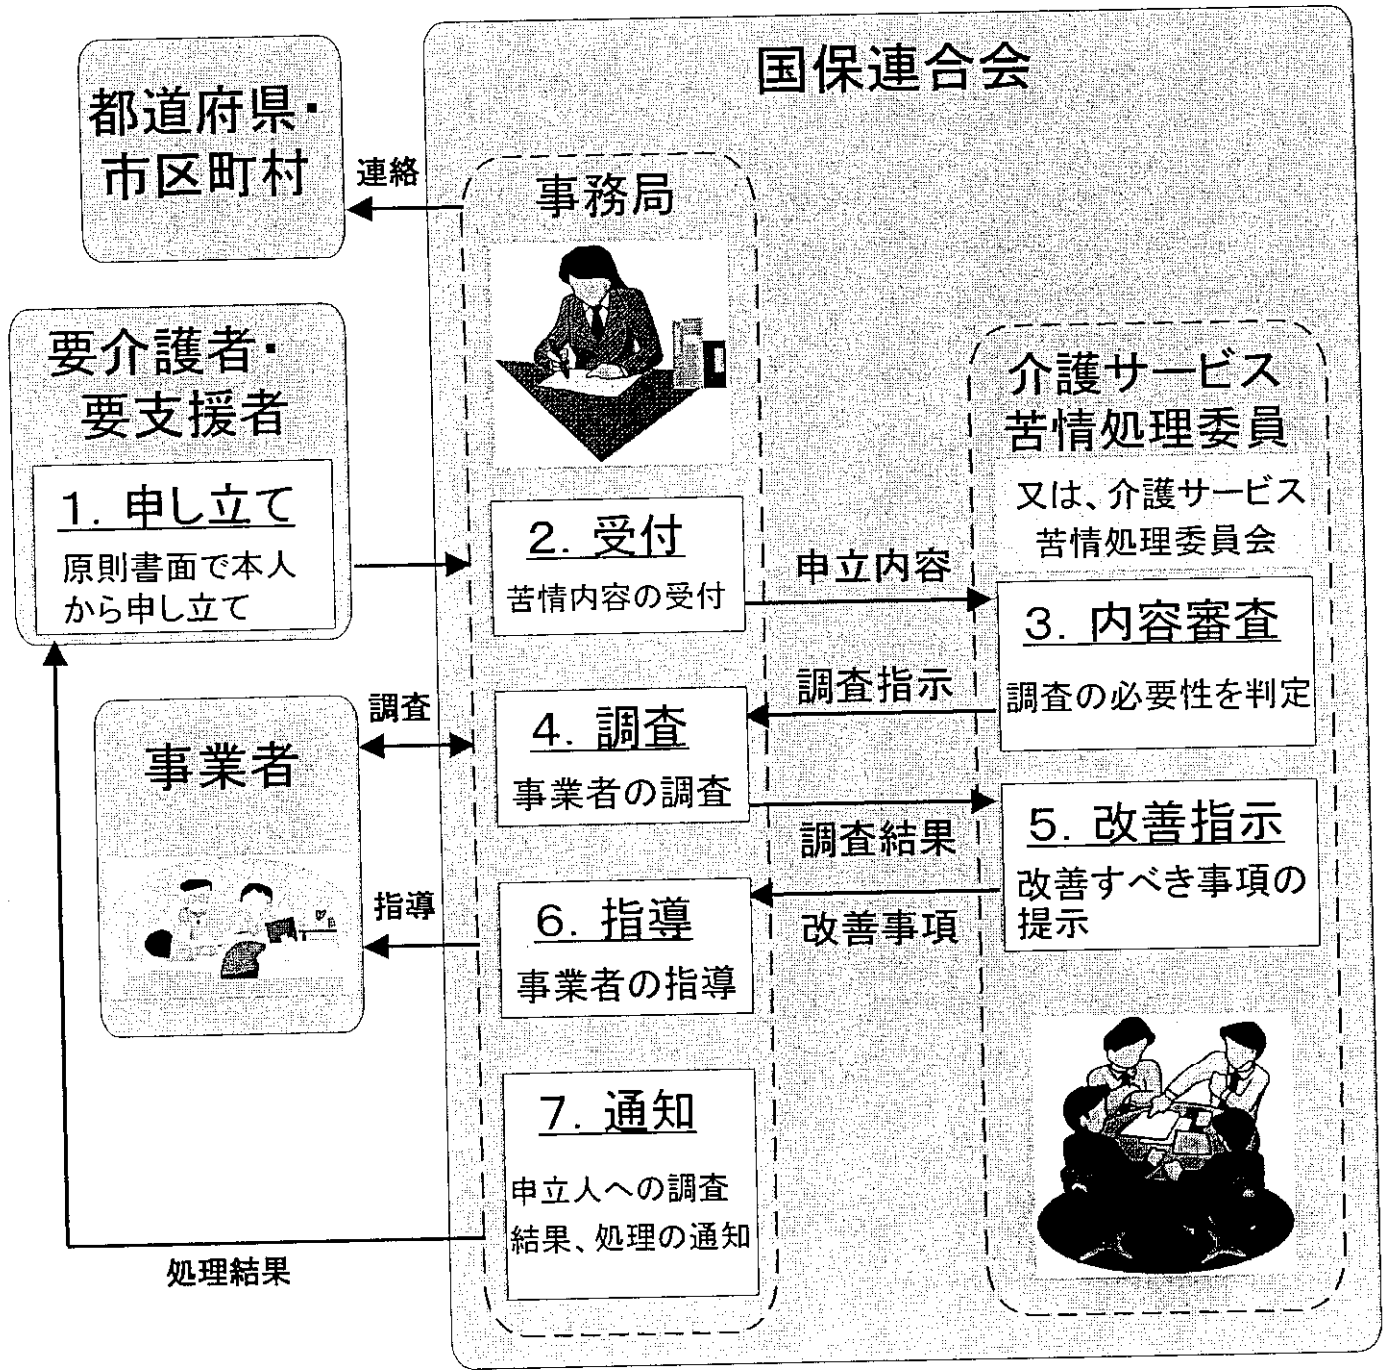 国保連合会
都道府県・
市区町村
連絡
事務局
要介護者・
要支援者
1. 申し立て
原則書面で本人
から申し立て
2. 受付
苦情内容の受付
申立内容
介護サービス
苦情処理委員
又は、介護サービス
苦情処理委員会
3. 内容審査
調査の必要性を判定
調査指示
事業者
調査
4. 調査
事業者の調査
調査結果
5. 改善指示
改善すべき事項の
提示
改善事項
指導
6. 指導
事業者の指導
7. 通知
申立人への調査
結果、処理の通知
処理結果